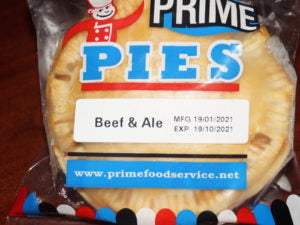 PRIME
PIES
Beef & Ale MFG 19/01/2021
EXP 19/10/2021
www.primefoodservice.net